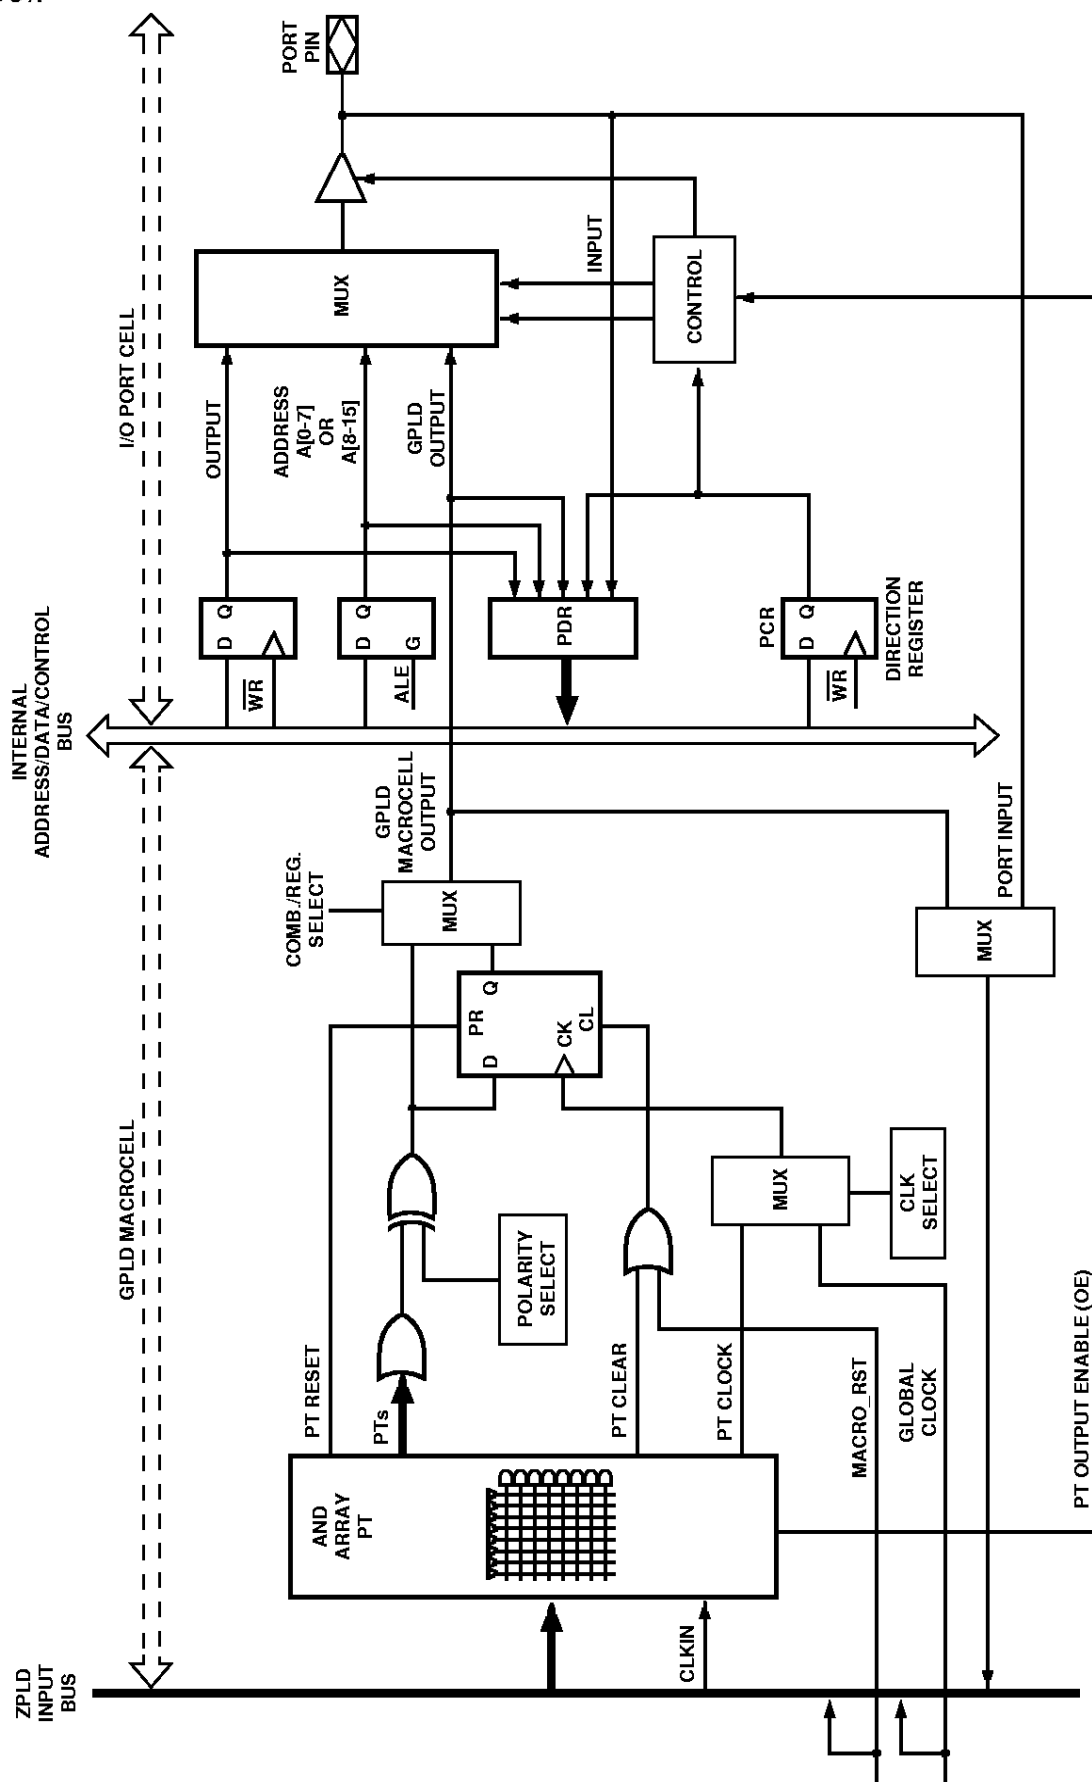 ZPLD
INPUT
BUS
GPLD MACROCELL
INTERNAL
ADDRESS/DATA/CONTROL
BUS
I/O PORT CELL
AND
ARRAY
PT
CLKIN
PT RESET
PTs
PT CLEAR
PT CLOCK
MACRO_RST
GLOBAL
CLOCK
PT OUTPUT ENABLE (OE)
POLARITY
SELECT
MUX
CLK
SELECT
PR
D
Q
CK
CL
COMB./REG.
SELECT
MUX
GPLD
MACROCELL
OUTPUT
MUX
PORT INPUT
WR
D Q
ALE
D Q
G
PDR
WR
PCR
D Q
DIRECTION
REGISTER
OUTPUT
ADDRESS
A[0-7]
OR
A[8-15]
GPLD
OUTPUT
MUX
INPUT
CONTROL
PORT
PIN